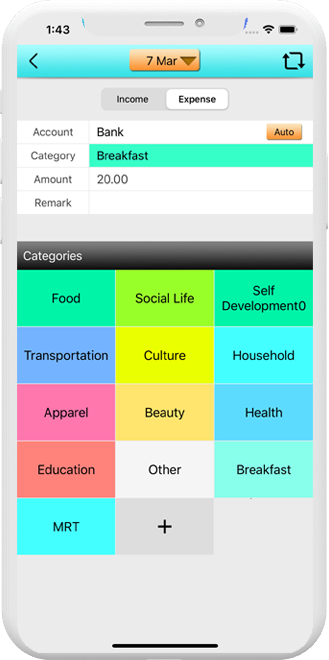 1:43
7 Mar
Income Expense
Account Bank Auto
Category Breakfast
Amount 20.00
Remark
Categories
Food Social Life Self
Development0
Transportation Culture Household
Apparel Beauty Health
Education Other Breakfast
MRT +